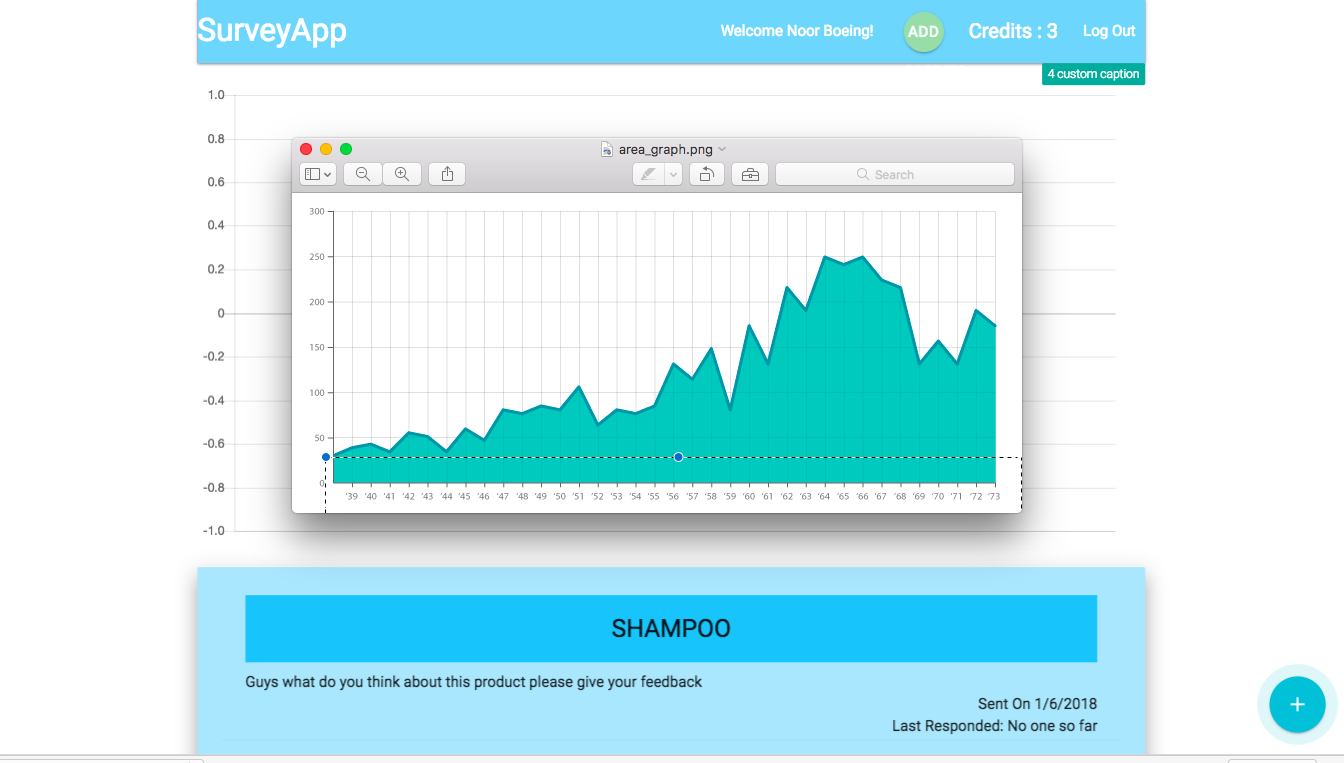 SurveyApp
Welcome Noor Boeing!
ADD
Credits : 3
Log Out
4 custom caption
1.0
0.8
0.6
0.4
0.2
0
-0.2
-0.4
-0.6
-0.8
-1.0
area_graph.png
Search
300
250
200
150
100
50
0
'39 '40 '41 '42 '43 '44 '45 '46 '47 '48 '49 '50 '51 '52 '53 '54 '55 '56 '57 '58 '59 '60 '61 '62 '63 '64 '65 '66 '67 '68 '69 '70 '71 '72 '73
SHAMPOO
Guys what do you think about this product please give your feedback
Sent On 1/6/2018
Last Responded: No one so far
+